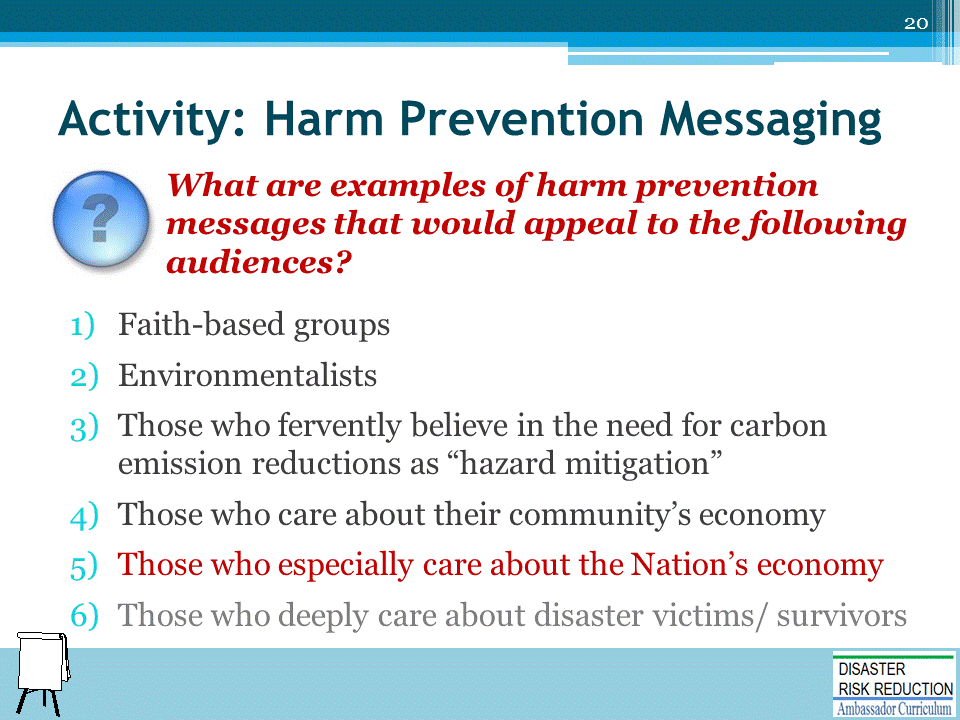 20
Activity: Harm Prevention Messaging
?
What are examples of harm prevention
messages that would appeal to the following
audiences?
1) Faith-based groups
2) Environmentalists
3) Those who fervently believe in the need for carbon
emission reductions as “hazard mitigation”
4) Those who care about their community’s economy
5) Those who especially care about the Nation’s economy
6) Those who deeply care about disaster victims/ survivors
DISASTER
RISK REDUCTION
Ambassador Curriculum